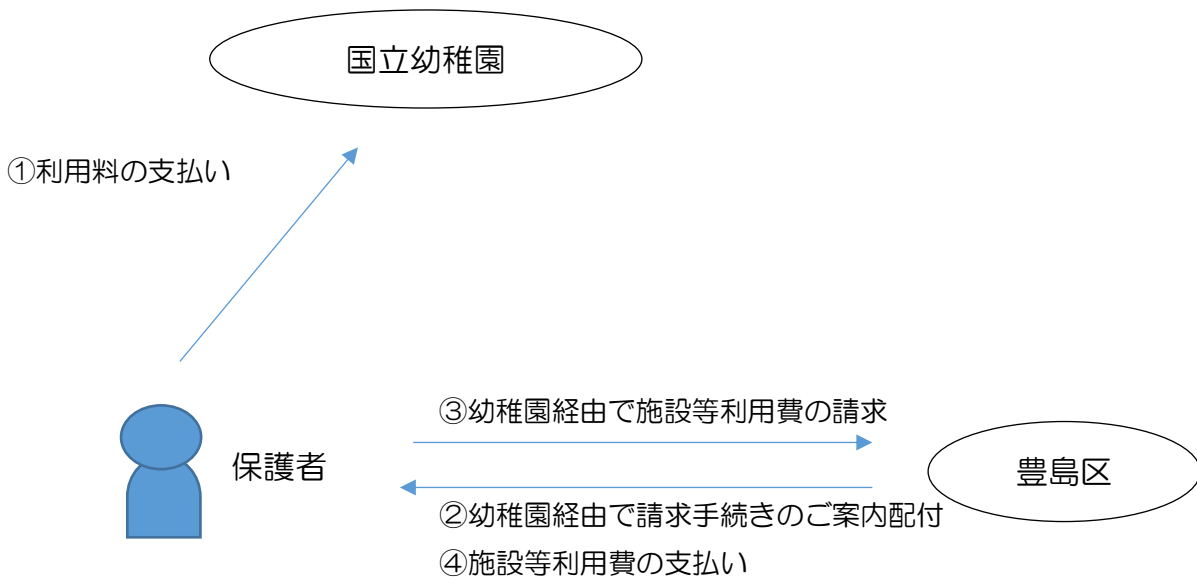 国立幼稚園
①利用料の支払い
③幼稚園経由で施設等利用費の請求
保護者
豊島区
②幼稚園経由で請求手続きのご案内配付
④施設等利用費の支払い